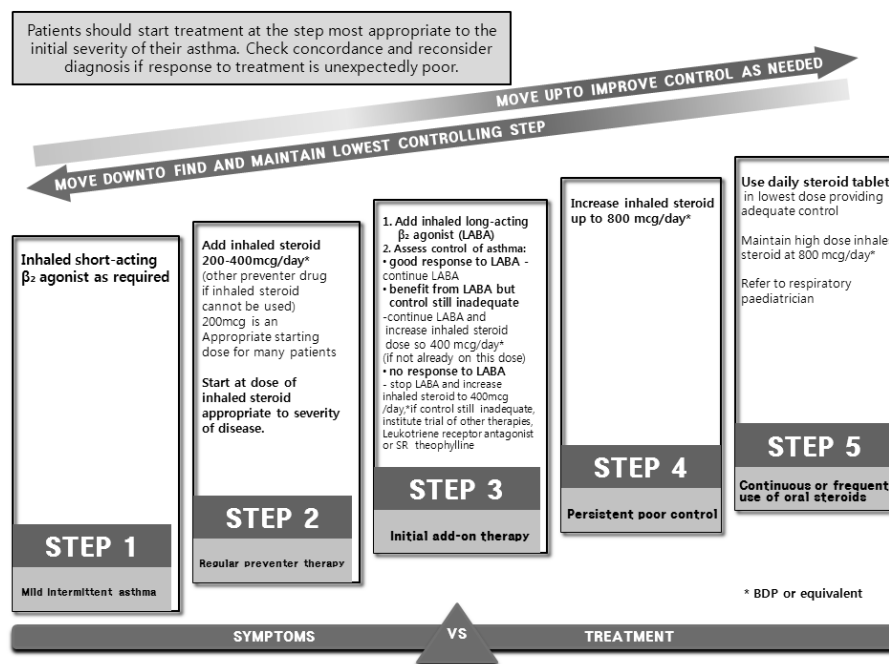 Patients should start treatment at the step most appropriate to the
initial severity of their asthma. Check concordance and reconsider
diagnosis if response to treatment is unexpectedly poor.
MOVE UPTO IMPROVE CONTROL AS NEEDED
MOVE DOWNTO FIND AND MAINTAIN LOWEST CONTROLLING STEP
Inhaled short-acting
β₂ agonist as required
STEP 1
Mild intermittent asthma
Add inhaled steroid
200-400mcg/day*
(other preventer drug
if inhaled steroid
cannot be used)
200mcg is an
Appropriate starting
dose for many patients
Start at dose of
inhaled steroid
appropriate to severity
of disease.
STEP 2
Regular preventer therapy
1. Add inhaled long-acting
β₂ agonist (LABA)
2. Assess control of asthma:
• good response to LABA -
continue LABA
• benefit from LABA but
control still inadequate
-continue LABA and
increase inhaled steroid
dose so 400 mcg/day*
(if not already on this dose)
• no response to LABA
- stop LABA and increase
inhaled steroid to 400mcg
/day,*if control still inadequate,
institute trial of other therapies,
Leukotriene receptor antagonist
or SR theophylline
STEP 3
Initial add-on therapy
Increase inhaled steroid
up to 800 mcg/day*
STEP 4
Persistent poor control
Use daily steroid tablet
in lowest dose providing
adequate control
Maintain high dose inhale
steroid at 800 mcg/day*
Refer to respiratory
paediatrician
STEP 5
Continuous or frequent
use of oral steroids
* BDP or equivalent
SYMPTOMS VS TREATMENT